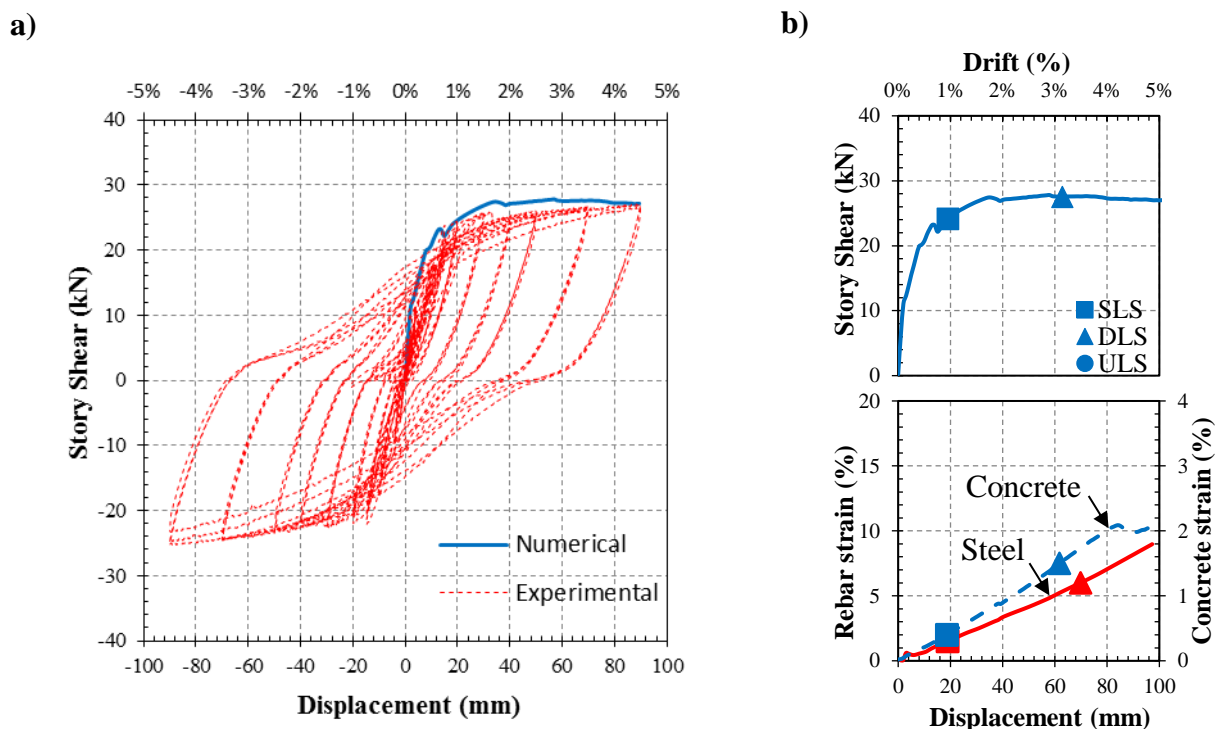 a)
-5% -4% -3% -2% -1% 0% 1% 2% 3% 4% 5%
40
30
20
10
0
-10
-20
-30
-40
Story Shear (kN)
Numerical
Experimental
-100 -80 -60 -40 -20 0 20 40 60 80 100
Displacement (mm)
b)
Drift (%)
0% 1% 2% 3% 4% 5%
40
30
20
10
0
Story Shear (kN)
SLS
DLS
ULS
20
15
10
5
0
Rebar strain (%)
Concrete
Steel
4
3
2
1
0
Concrete strain (%)
0 20 40 60 80 100
Displacement (mm)